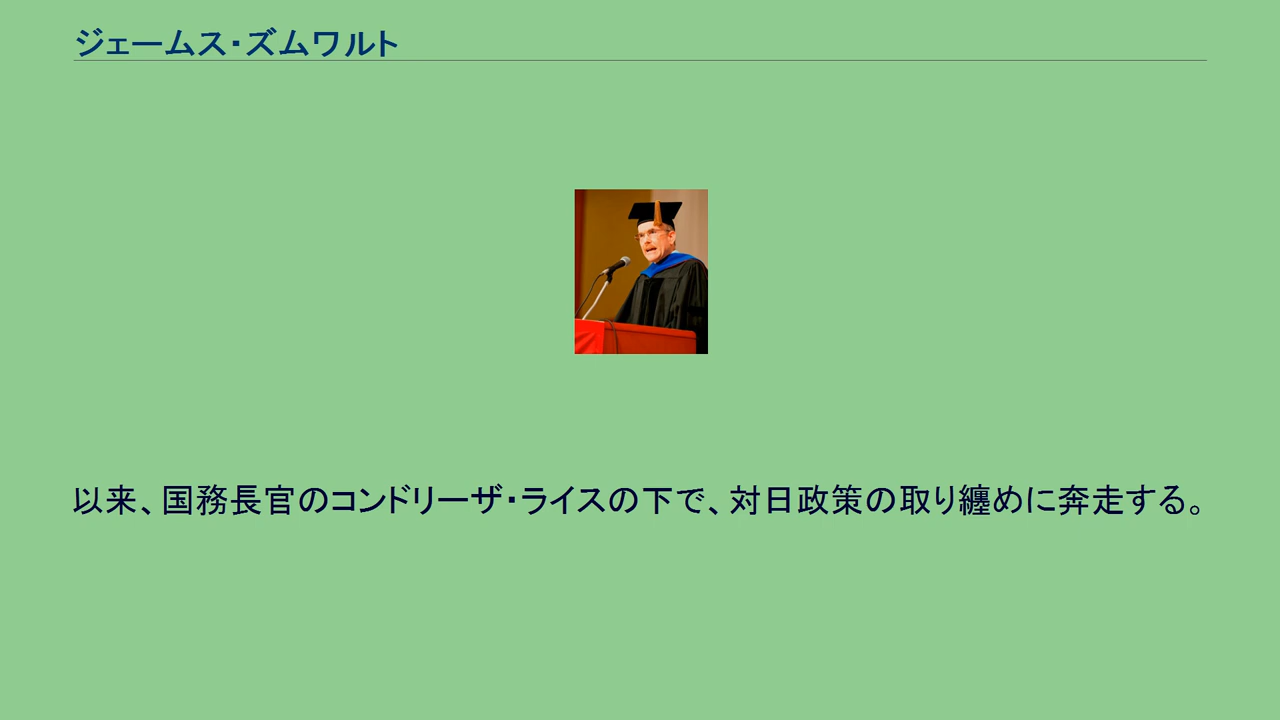 ジェームス・ズムワルト
以来、国務長官のコンドリーザ・ライスの下で、対日政策の取り纏めに奔走する。